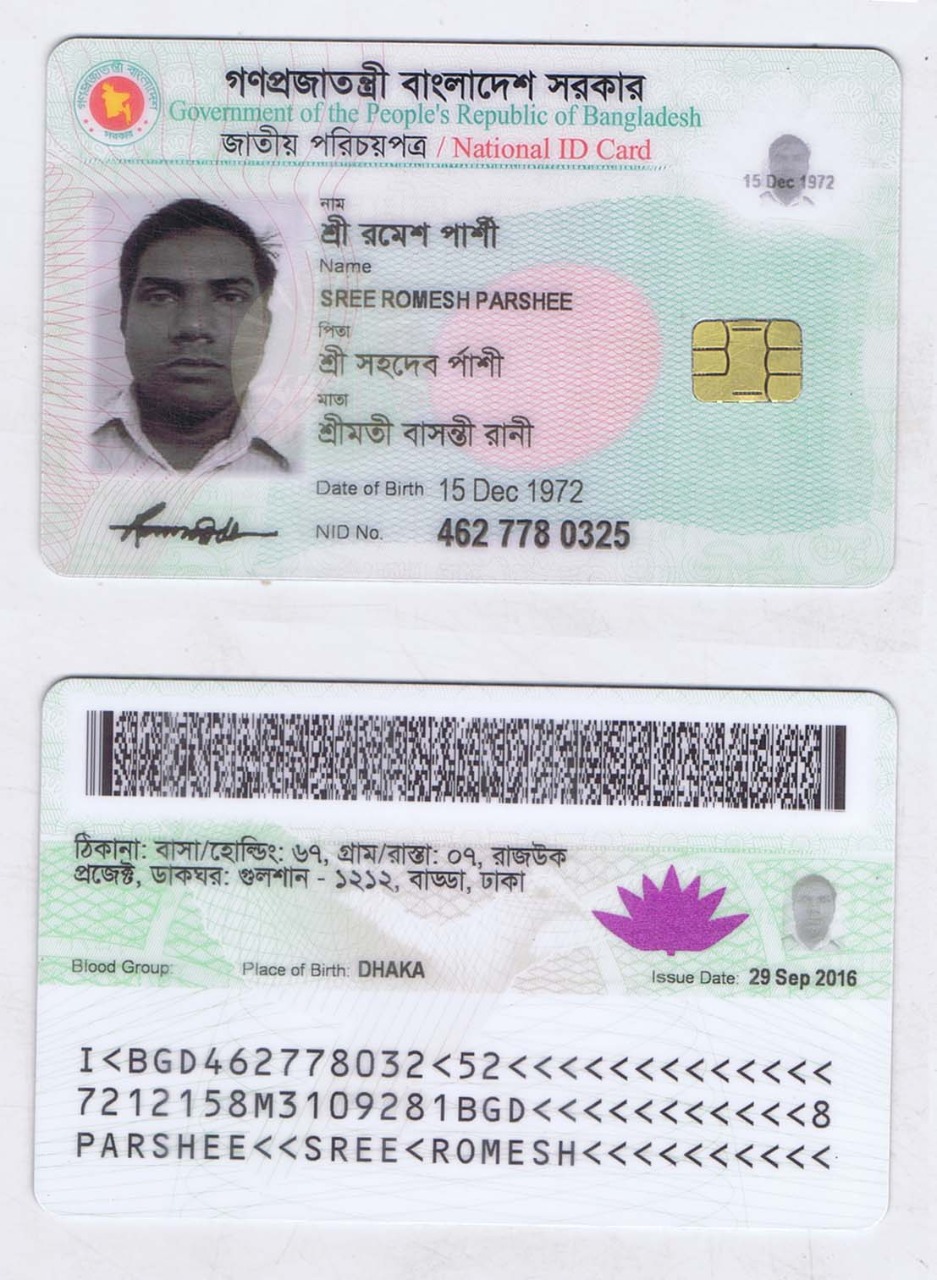 গণপ্রজাতন্ত্রী বাংলাদেশ সরকার
Government of the People's Republic of Bangladesh
জাতীয় পরিচয়পত্র / National ID Card
15 Dec 1972
নাম
শ্রী রমেশ পার্শী
Name
SREE ROMESH PARSHEE
পিতা
শ্রী সহদেব র্পাশী
মাতা
শ্রীমতী বাসন্তী রানী
Date of Birth 15 Dec 1972
NID No. 462 778 0325
ঠিকানা: বাসা/হোল্ডিং: ৬৭, গ্রাম/রাস্তা: ০৭, রাজউক
প্রজেক্ট, ডাকঘর: গুলশান - ১২১২, বাড্ডা, ঢাকা
Blood Group: Place of Birth: DHAKA Issue Date: 29 Sep 2016
I<BGD462778032<52<<<<<<<<<<<<<
7212158M3109281BGD<<<<<<<<<<<8
PARSHEE<<SREE<ROMESH<<<<<<<<<<